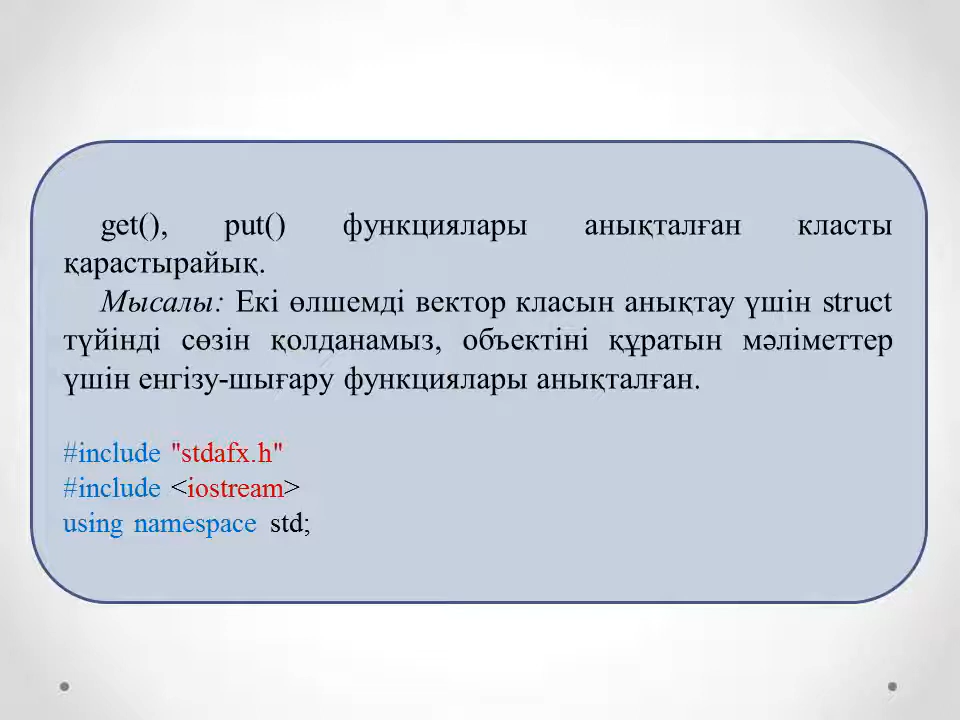 get(), put() функциялары анықталған класты
қарастырайық.
Мысалы: Екі өлшемді вектор класын анықтау үшін struct
түйінді сөзін қолданамыз, объектіні құратын мәліметтер
үшін енгізу-шығару функциялары анықталған.
#include "stdafx.h"
#include <iostream>
using namespace std;